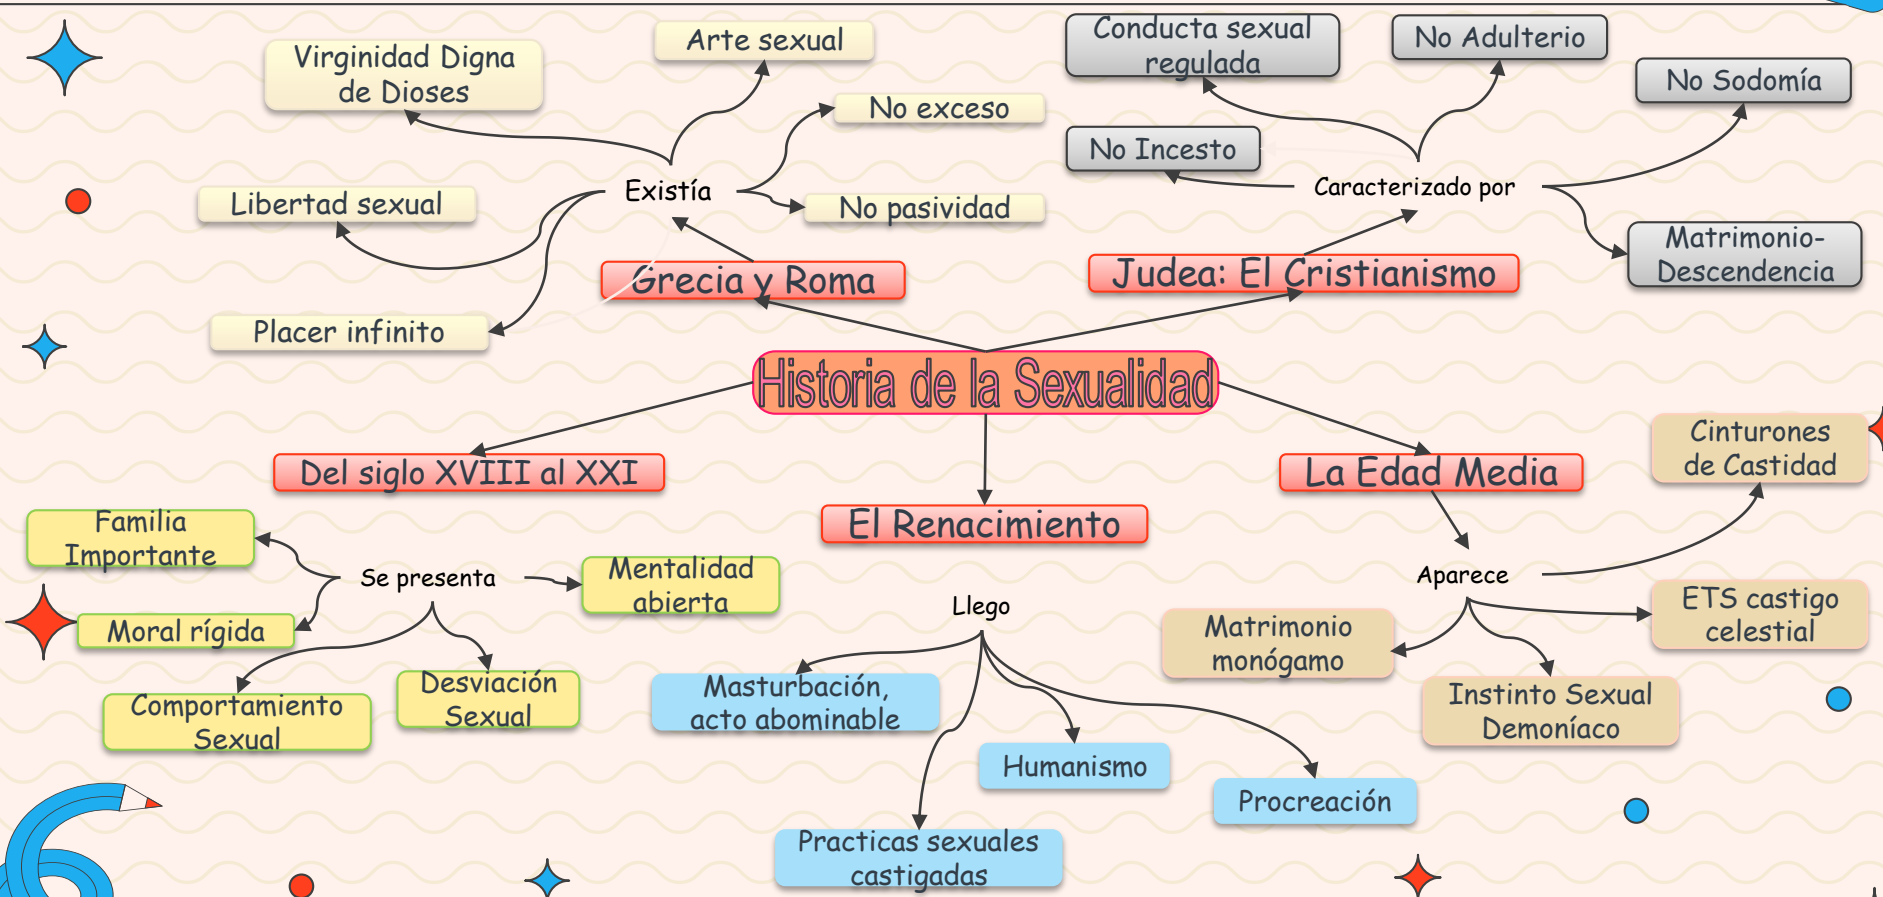 Virginidad Digna
de Dioses
Arte sexual
No exceso
Existía
Libertad sexual
No pasividad
Grecia y Roma
Placer infinito
Conducta sexual
regulada
No Adulterio
No Sodomía
No Incesto
Caracterizado por
Matrimonio-
Descendencia
Judea: El Cristianismo
Historia de la Sexualidad
Del siglo XVIII al XXI
Familia
Importante
Se presenta
Mentalidad
abierta
Moral rígida
Comportamiento
Sexual
Desviación
Sexual
El Renacimiento
Llego
Masturbación,
acto abominable
Humanismo
Procreación
Practicas sexuales
castigadas
La Edad Media
Cinturones
de Castidad
Aparece
ETS castigo
celestial
Matrimonio
monógamo
Instinto Sexual
Demoníaco